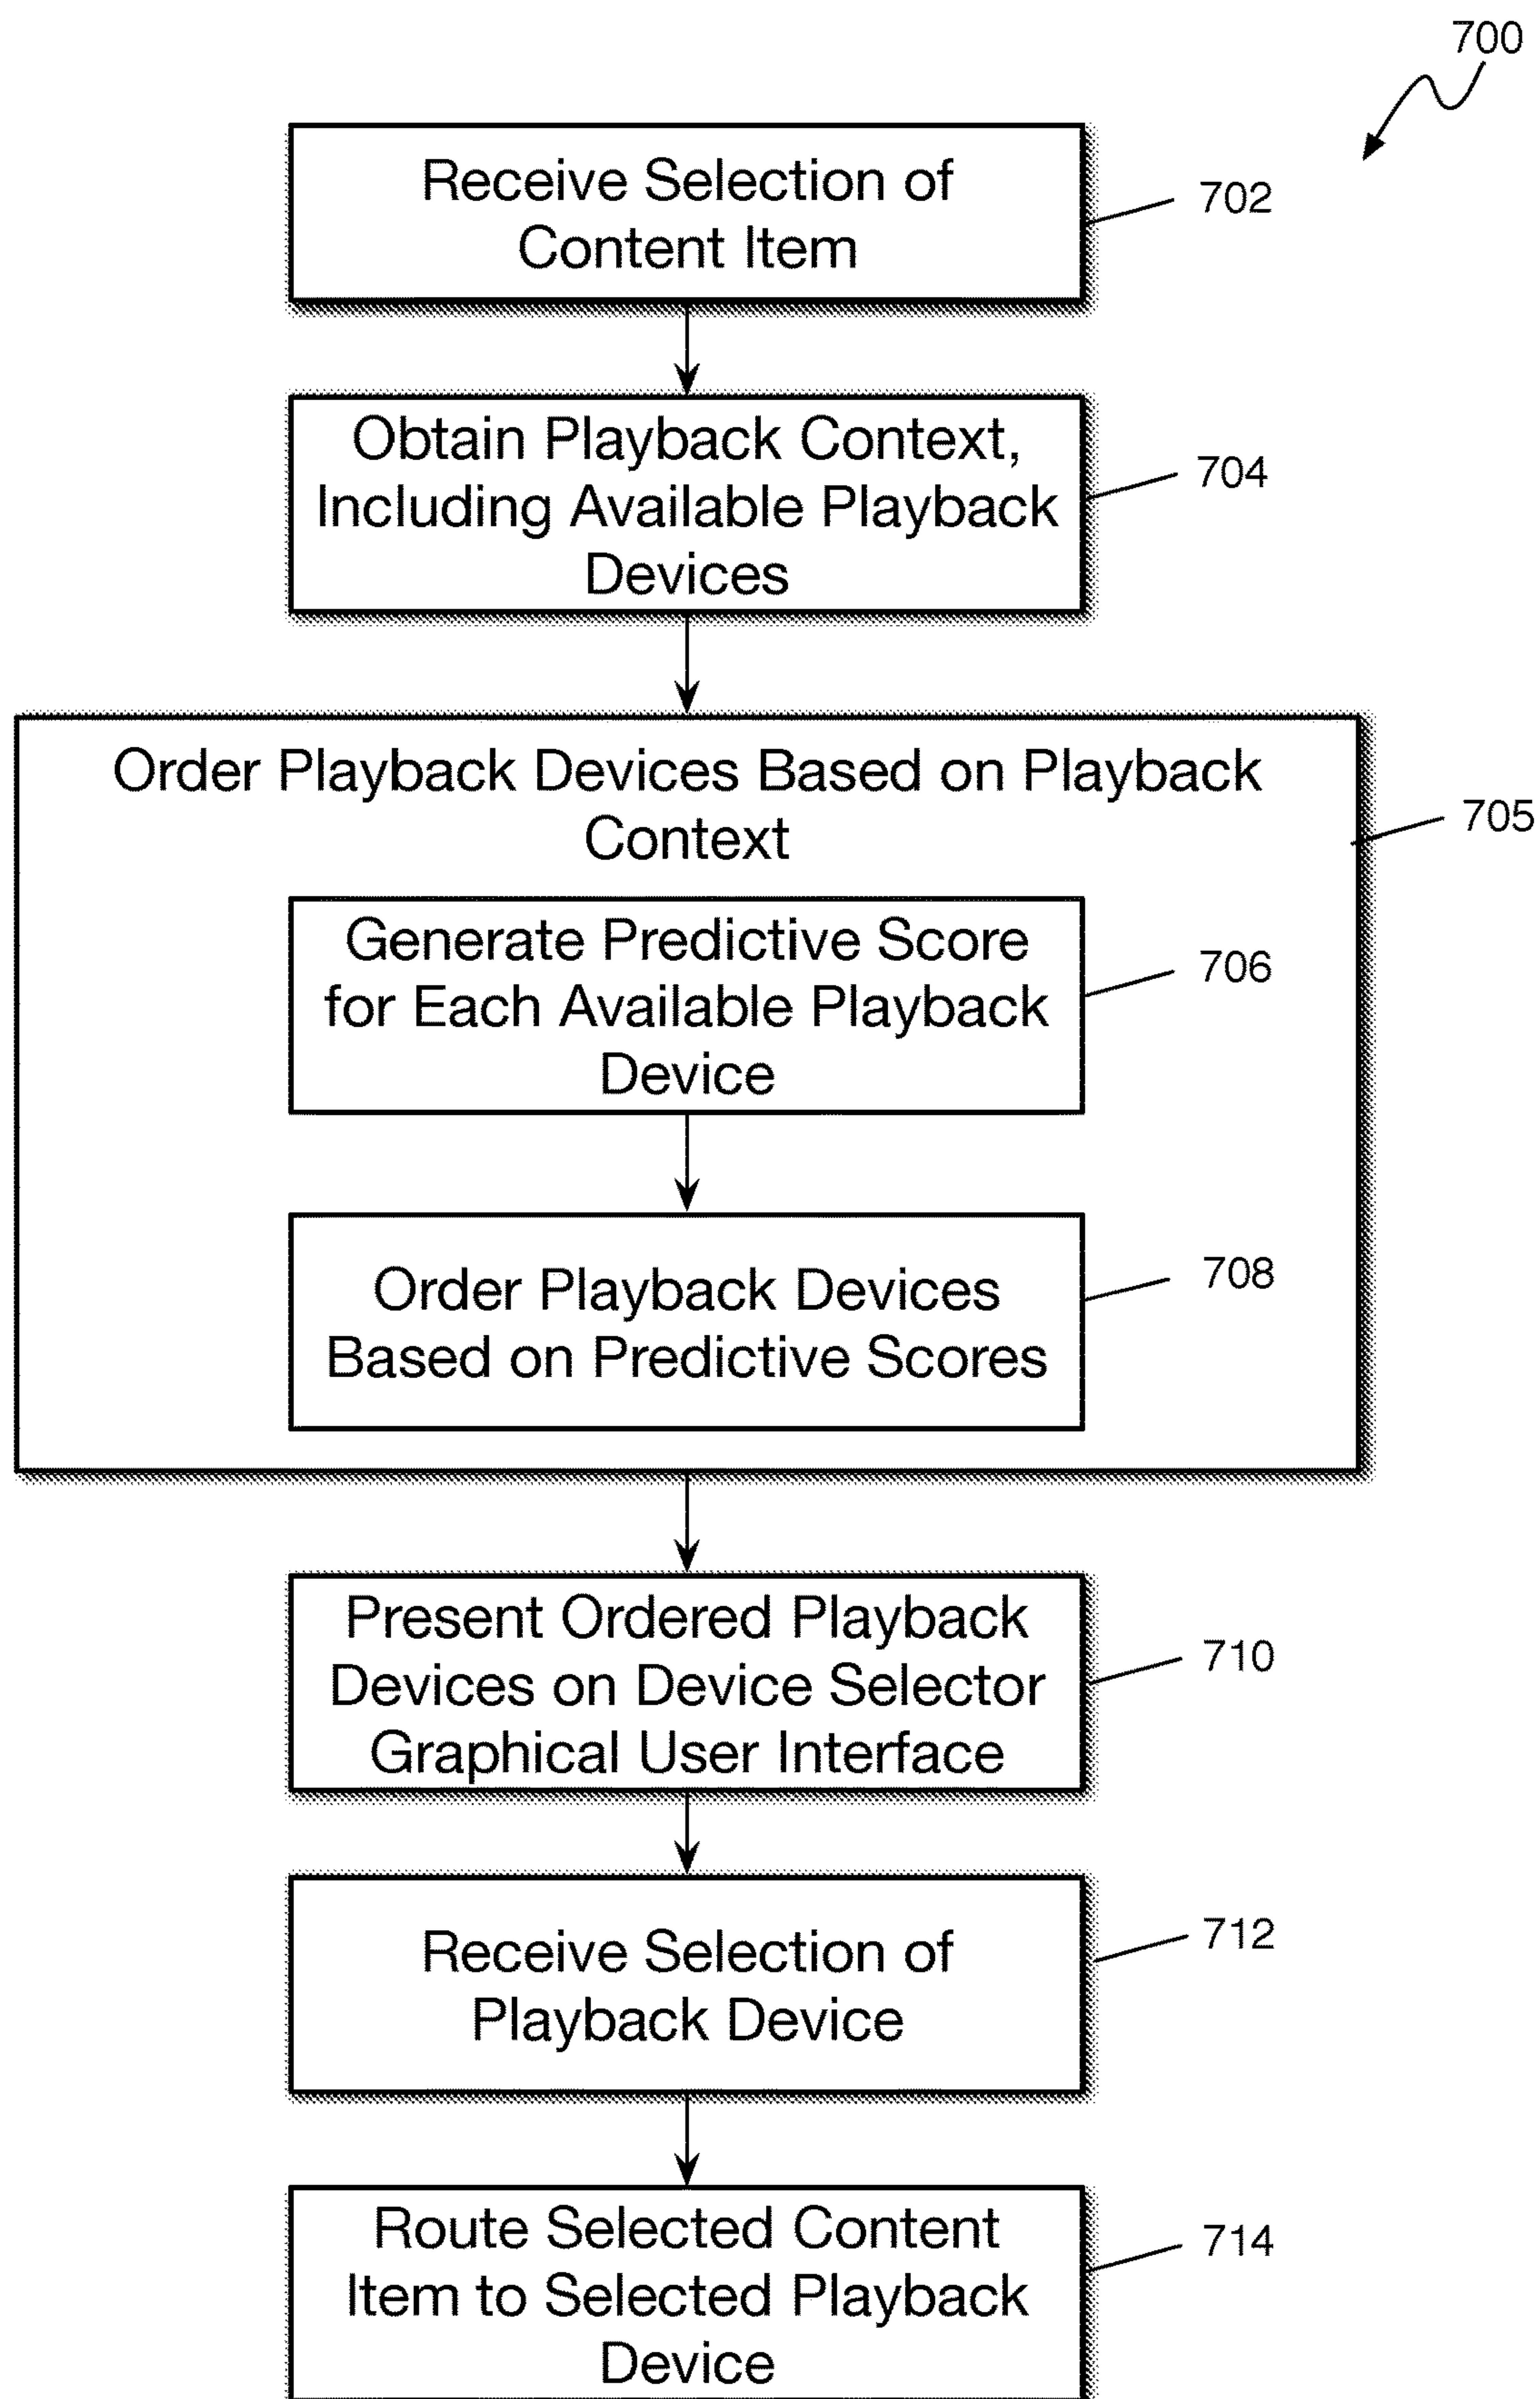 700
Receive Selection of
Content Item
702
Obtain Playback Context,
Including Available Playback
Devices
704
Order Playback Devices Based on Playback
Context
705
Generate Predictive Score
for Each Available Playback
Device
706
Order Playback Devices
Based on Predictive Scores
708
Present Ordered Playback
Devices on Device Selector
Graphical User Interface
710
Receive Selection of
Playback Device
712
Route Selected Content
Item to Selected Playback
Device
714